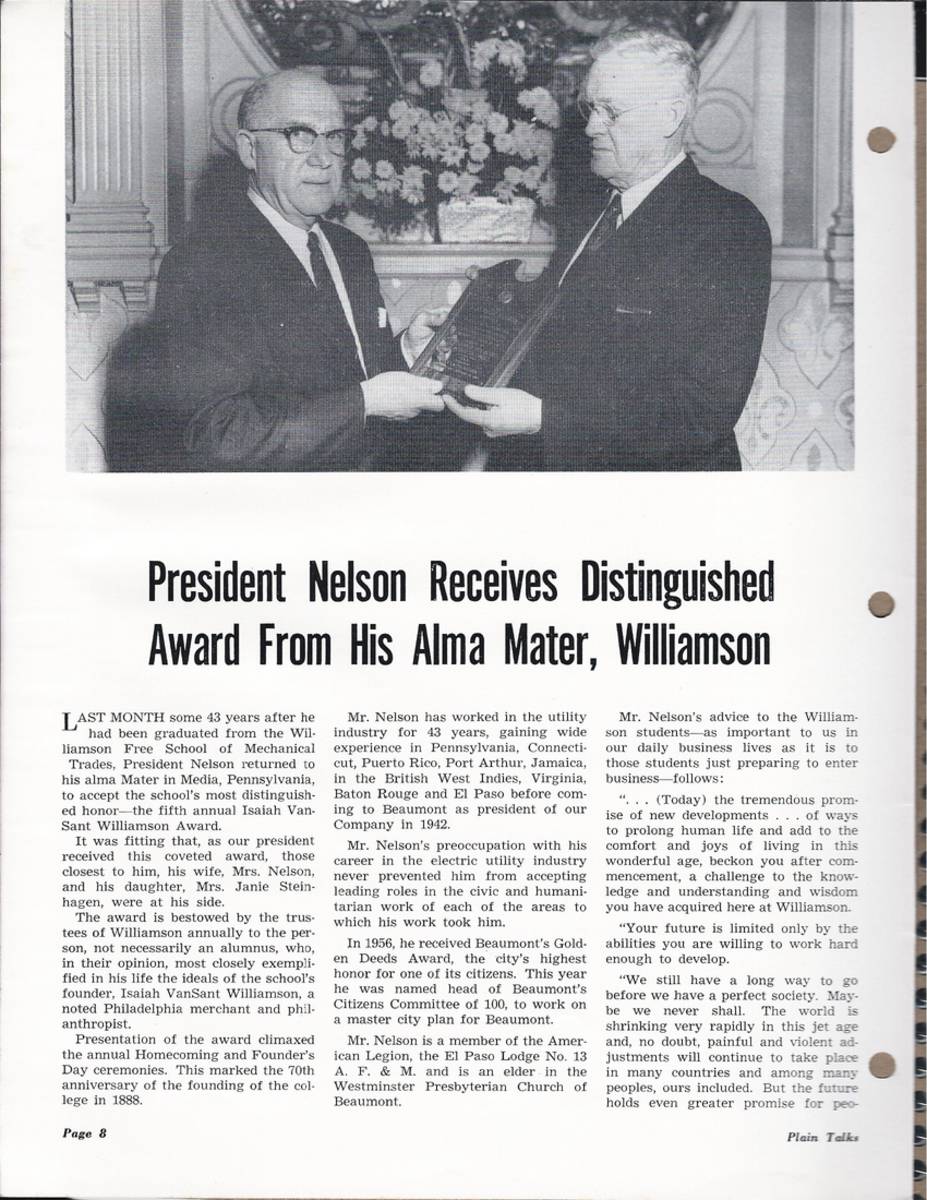 President Nelson Receives Distinguished
Award From His Alma Mater, Williamson
LAST MONTH some 43 years after he
had been graduated from the Wil-
liamson Free School of Mechanical
Trades, President Nelson returned to
his alma Mater in Media, Pennsylvania,
to accept the school's most distinguish-
ed honor—the fifth annual Isaiah Van-
Sant Williamson Award.
It was fitting that, as our president
received this coveted award, those
closest to him, his wife, Mrs. Nelson,
and his daughter, Mrs. Janie Stein-
hagen, were at his side.
The award is bestowed by the trus-
tees of Williamson annually to the per-
son, not necessarily an alumnus, who,
in their opinion, most closely exempli-
fied in his life the ideals of the school's
founder, Isaiah VanSant Williamson, a
noted Philadelphia merchant and phil-
anthropist.
Presentation of the award climaxed
the annual Homecoming and Founder's
Day ceremonies. This marked the 70th
anniversary of the founding of the col-
lege in 1888.
Mr. Nelson has worked in the utility
industry for 43 years, gaining wide
experience in Pennsylvania, Connecti-
cut, Puerto Rico, Port Arthur, Jamaica,
in the British West Indies, Virginia,
Baton Rouge and El Paso before com-
ing to Beaumont as president of our
Company in 1942.
Mr. Nelson's preoccupation with his
career in the electric utility industry
never prevented him from accepting
leading roles in the civic and humani-
tarian work of each of the areas to
which his work took him.
In 1956, he received Beaumont's Gold-
en Deeds Award, the city's highest
honor for one of its citizens. This year
he was named head of Beaumont's
Citizens Committee of 100, to work on
a master city plan for Beaumont.
Mr. Nelson is a member of the Amer-
ican Legion, the El Paso Lodge No. 13
A. F. & M. and is an elder in the
Westminster Presbyterian Church of
Beaumont.
Mr. Nelson's advice to the William-
son students—as important to us in
our daily business lives as it is to
those students just preparing to enter
business—follows:
". . . (Today) the tremendous prom-
ise of new developments . . . of ways
to prolong human life and add to the
comfort and joys of living in this
wonderful age, beckon you after com-
mencement, a challenge to the know-
ledge and understanding and wisdom
you have acquired here at Williamson.
"Your future is limited only by the
abilities you are willing to work hard
enough to develop.
"We still have a long way to go
before we have a perfect society. May-
be we never shall. The world is
shrinking very rapidly in this jet age
and, no doubt, painful and violent ad-
justments will continue to take place
in many countries and among many
peoples, ours included. But the future
holds even greater promise for peo-
Page 8
Plain Talks